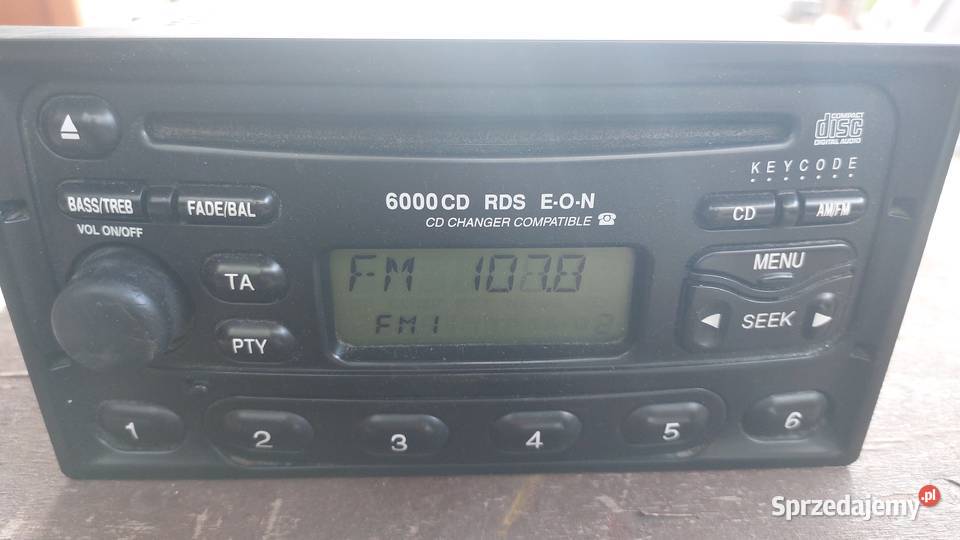 COMPACT
disc
DIGITAL AUDIO
KEYCODE
BASS/TREB
FADE/BAL
6000CD RDS E-O-N
CD CHANGER COMPATIBLE
CD
AM/FM
VOL ON/OFF
TA
FM 107.8
MENU
FM1 2
SEEK
PTY
1 2 3 4 5 6
Sprzedajemy.pl